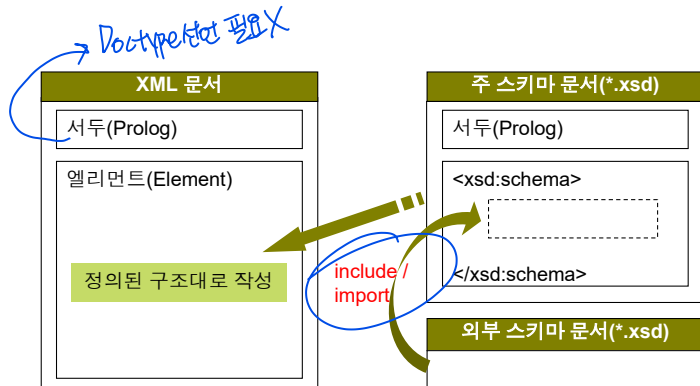 Doctype선언 필요X
XML 문서
서두(Prolog)
엘리먼트(Element)
정의된 구조대로 작성
include /
import
주 스키마 문서(*.xsd)
서두(Prolog)
<xsd:schema>
</xsd:schema>
외부 스키마 문서(*.xsd)